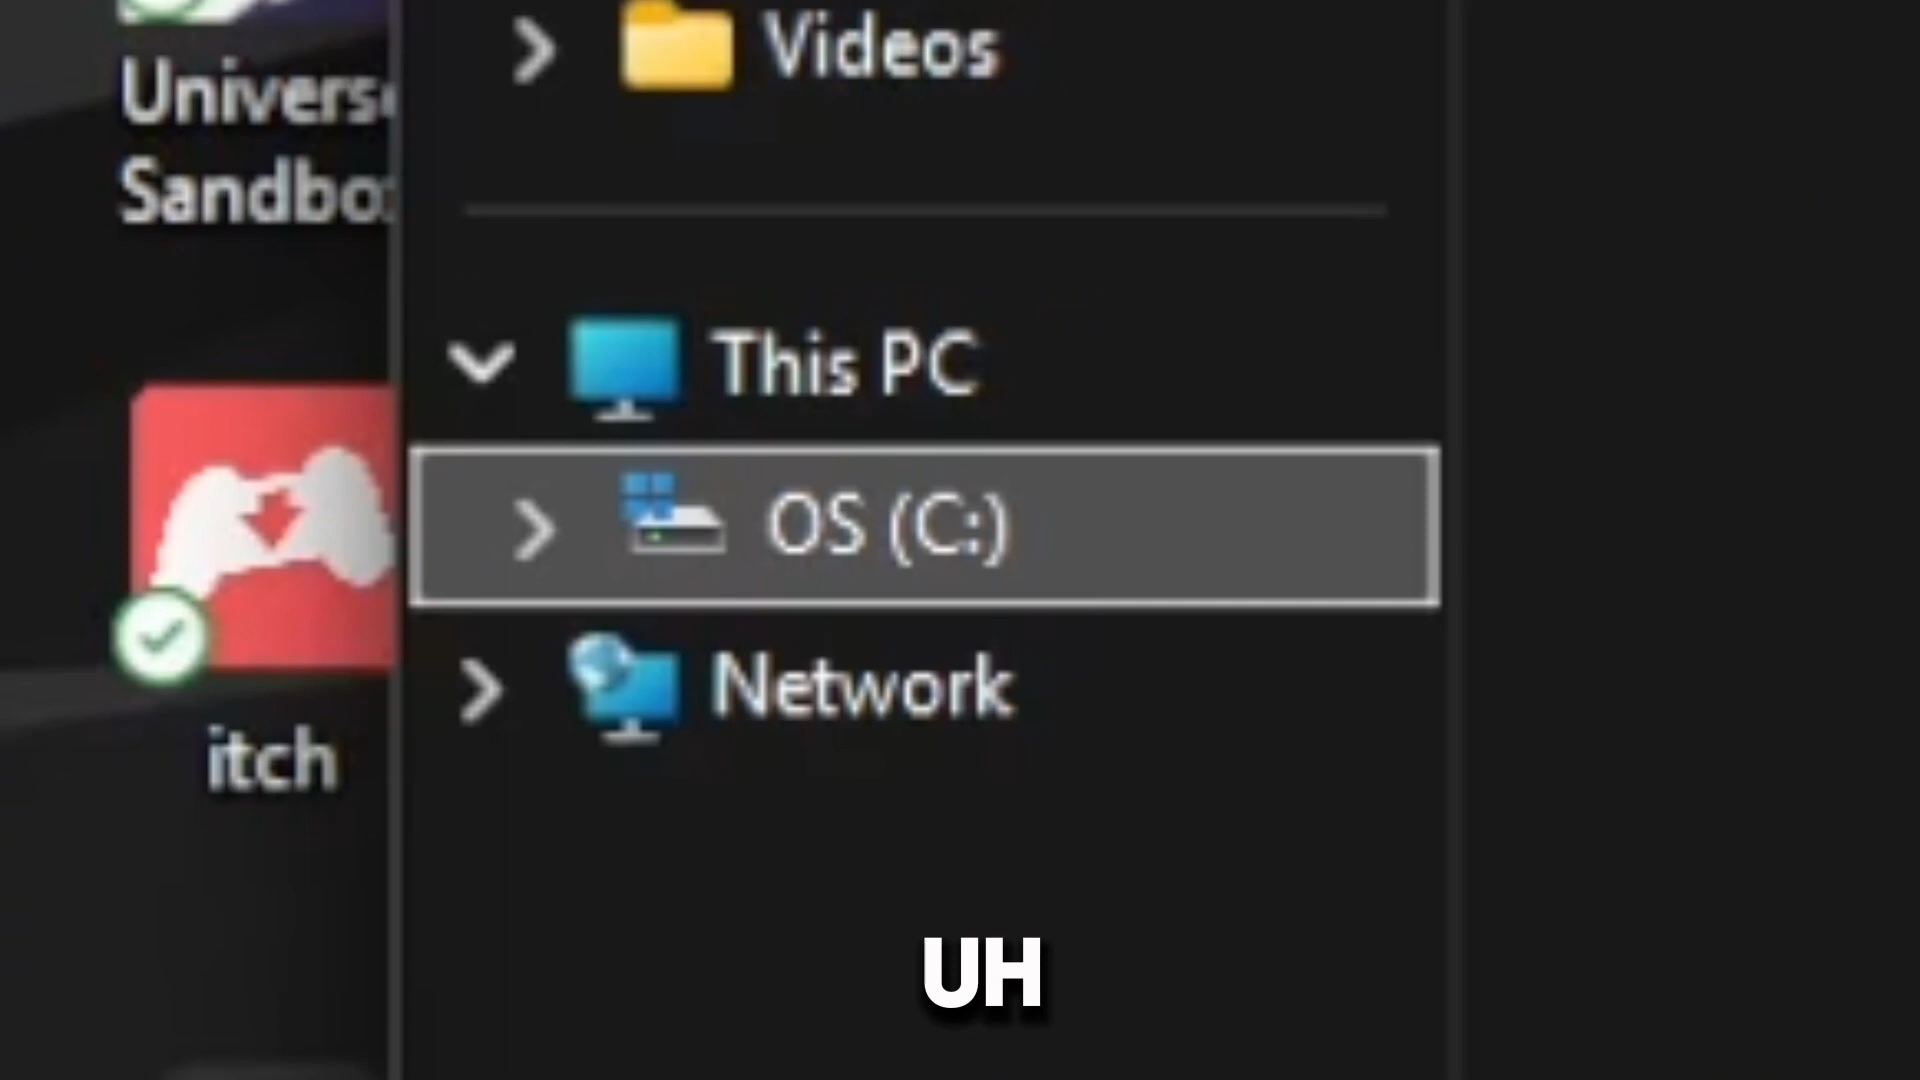 Videos
Univers
Sandbo
This PC
OS (C:)
Network
itch
UH